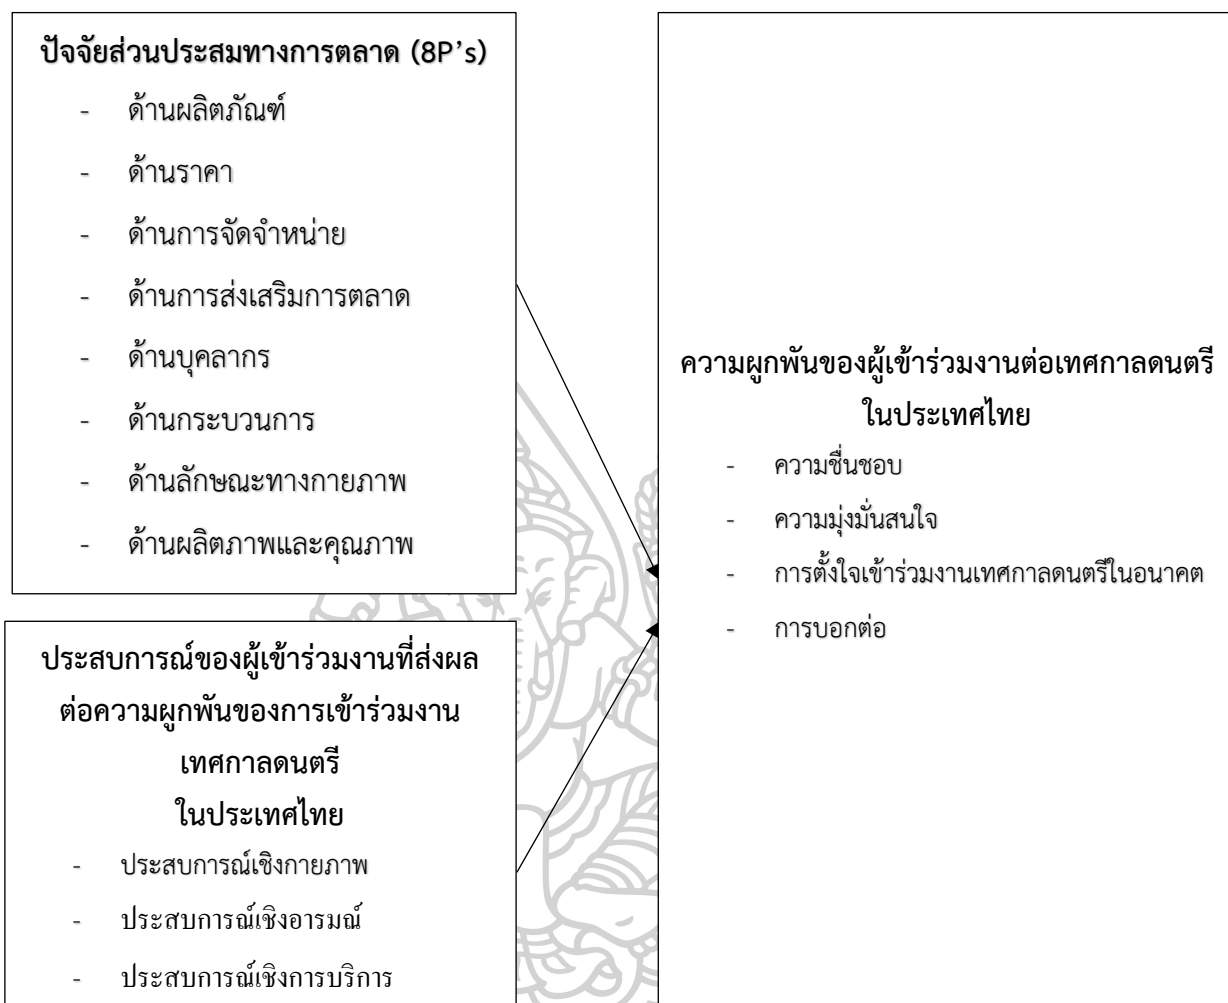 ปัจจัยส่วนประสมทางการตลาด (8P’s)
- ด้านผลิตภัณฑ์
- ด้านราคา
- ด้านการจัดจำหน่าย
- ด้านการส่งเสริมการตลาด
- ด้านบุคลากร
- ด้านกระบวนการ
- ด้านลักษณะทางกายภาพ
- ด้านผลิตภาพและคุณภาพ
ประสบการณ์ของผู้เข้าร่วมงานที่ส่งผล
ต่อความผูกพันของการเข้าร่วมงาน
เทศกาลดนตรี
ในประเทศไทย
- ประสบการณ์เชิงกายภาพ
- ประสบการณ์เชิงอารมณ์
- ประสบการณ์เชิงการบริการ
ความผูกพันของผู้เข้าร่วมงานต่อเทศกาลดนตรี
ในประเทศไทย
- ความชื่นชอบ
- ความมุ่งมั่นสนใจ
- การตั้งใจเข้าร่วมงานเทศกาลดนตรีในอนาคต
- การบอกต่อ